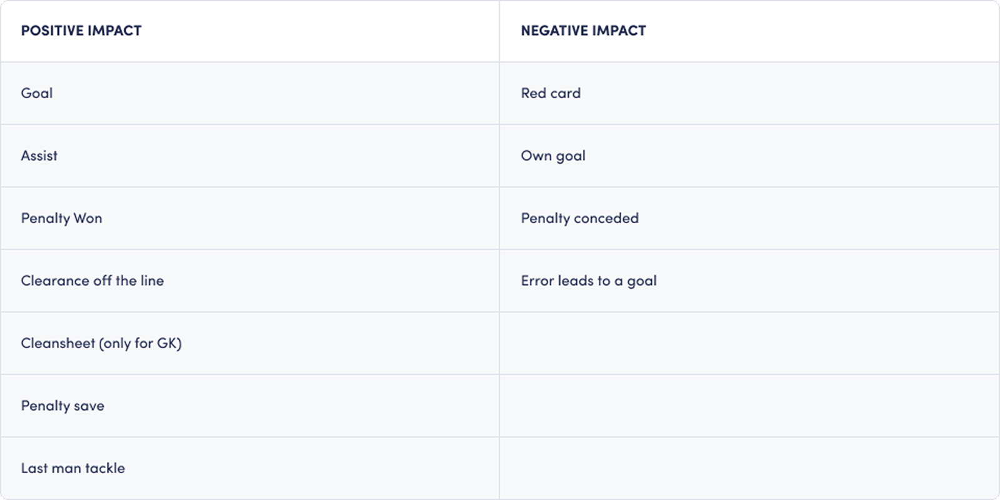 POSITIVE IMPACT
NEGATIVE IMPACT
Goal
Red card
Assist
Own goal
Penalty Won
Penalty conceded
Clearance off the line
Error leads to a goal
Cleansheet (only for GK)
Penalty save
Last man tackle